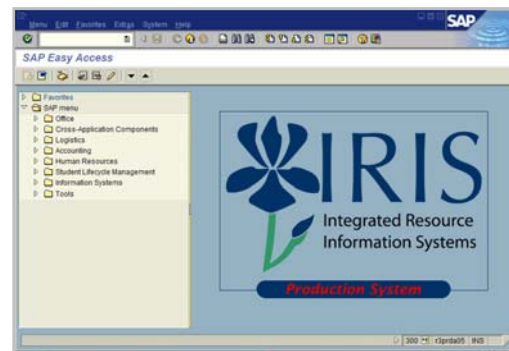 Menu Edit Favorites Extras System Help
SAP
SAP Easy Access
Favorites
SAP menu
Office
Cross-Application Components
Logistics
Accounting
Human Resources
Student Lifecycle Management
Information Systems
Tools
IRIS
Integrated Resource
Information Systems
Production System
300 r3prda05 INS